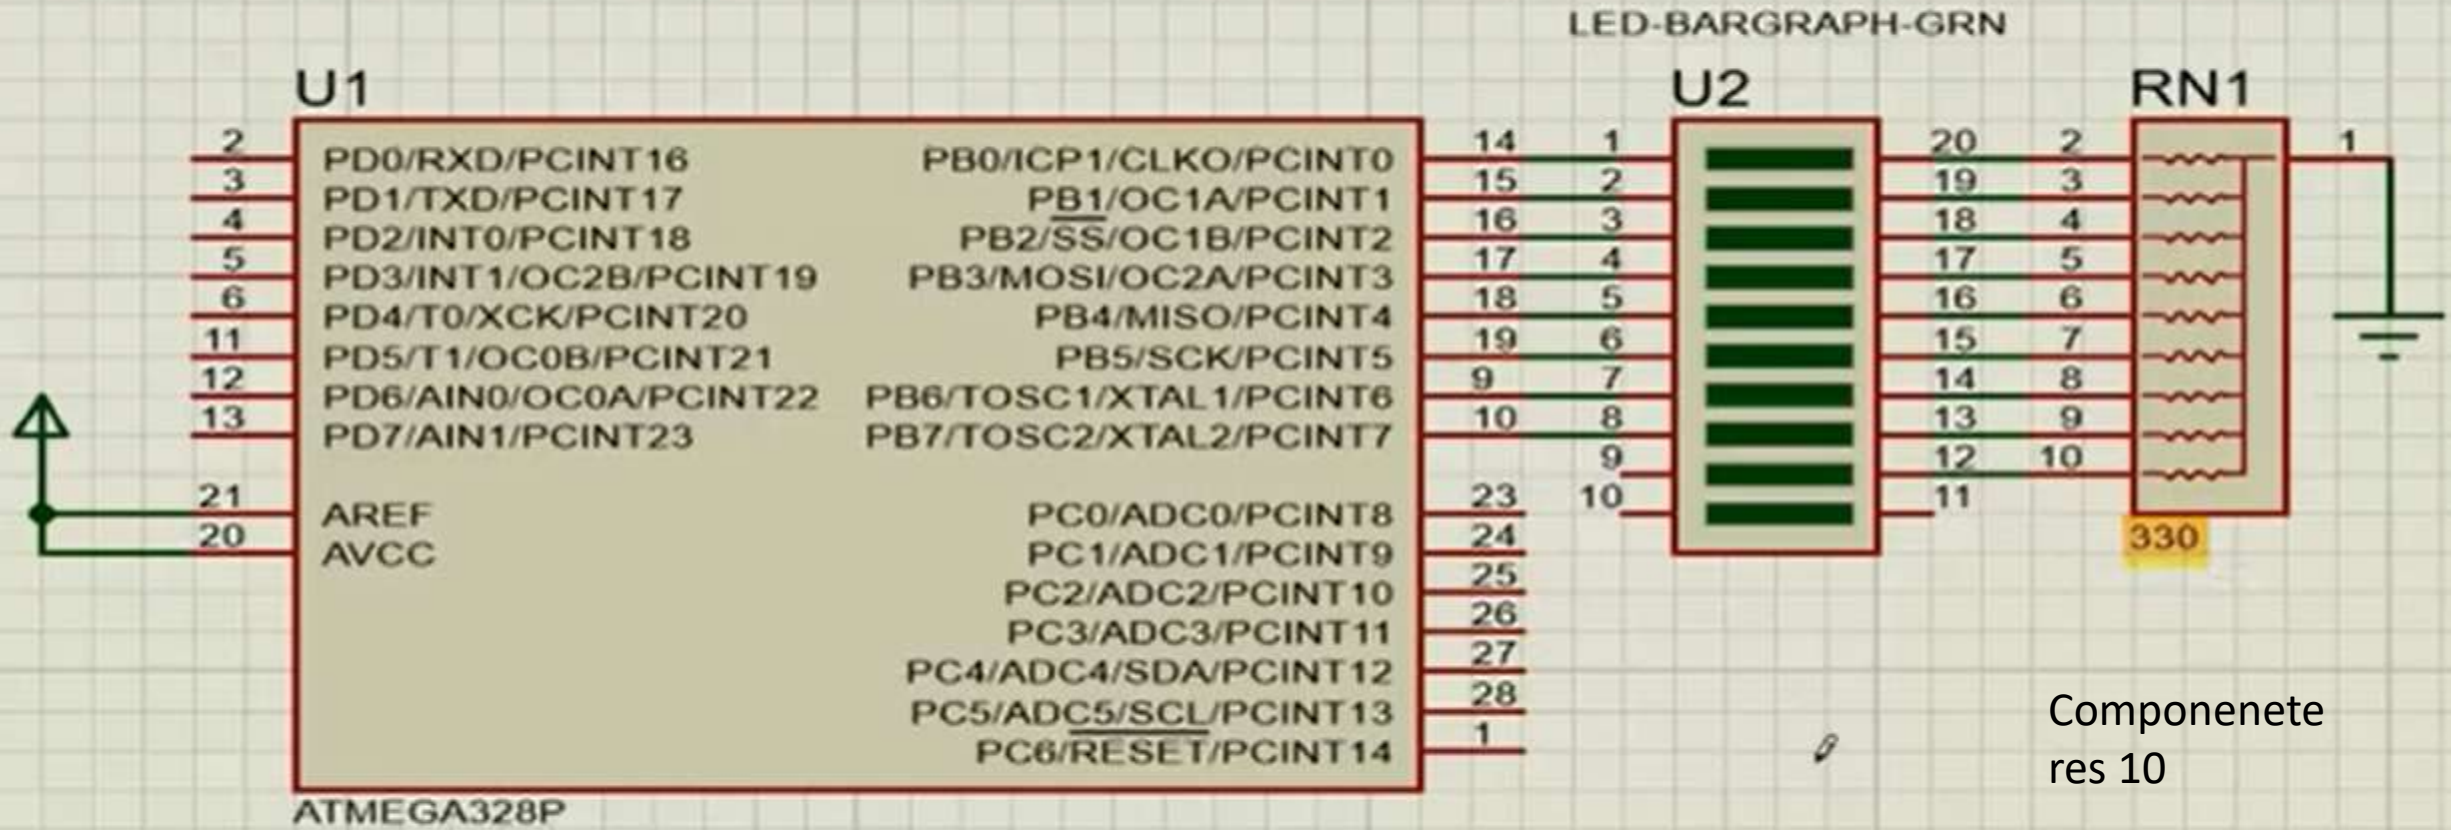 LED-BARGRAPH-GRN
U1
U2
RN1
2 PD0/RXD/PCINT16 PB0/ICP1/CLKO/PCINT0 14 1 20 2 1
3 PD1/TXD/PCINT17 PB1/OC1A/PCINT1 15 2 19 3
4 PD2/INT0/PCINT18 PB2/SS/OC1B/PCINT2 16 3 18 4
5 PD3/INT1/OC2B/PCINT19 PB3/MOSI/OC2A/PCINT3 17 4 17 5
6 PD4/T0/XCK/PCINT20 PB4/MISO/PCINT4 18 5 16 6
11 PD5/T1/OC0B/PCINT21 PB5/SCK/PCINT5 19 6 15 7
12 PD6/AIN0/OC0A/PCINT22 PB6/TOSC1/XTAL1/PCINT6 9 7 14 8
13 PD7/AIN1/PCINT23 PB7/TOSC2/XTAL2/PCINT7 10 8 13 9
9 12 10
21 AREF PC0/ADC0/PCINT8 23 10 11
20 AVCC PC1/ADC1/PCINT9 24
330
PC2/ADC2/PCINT10 25
PC3/ADC3/PCINT11 26
PC4/ADC4/SDA/PCINT12 27
PC5/ADC5/SCL/PCINT13 28
PC6/RESET/PCINT14 1
ATMEGA328P
Componenete
res 10